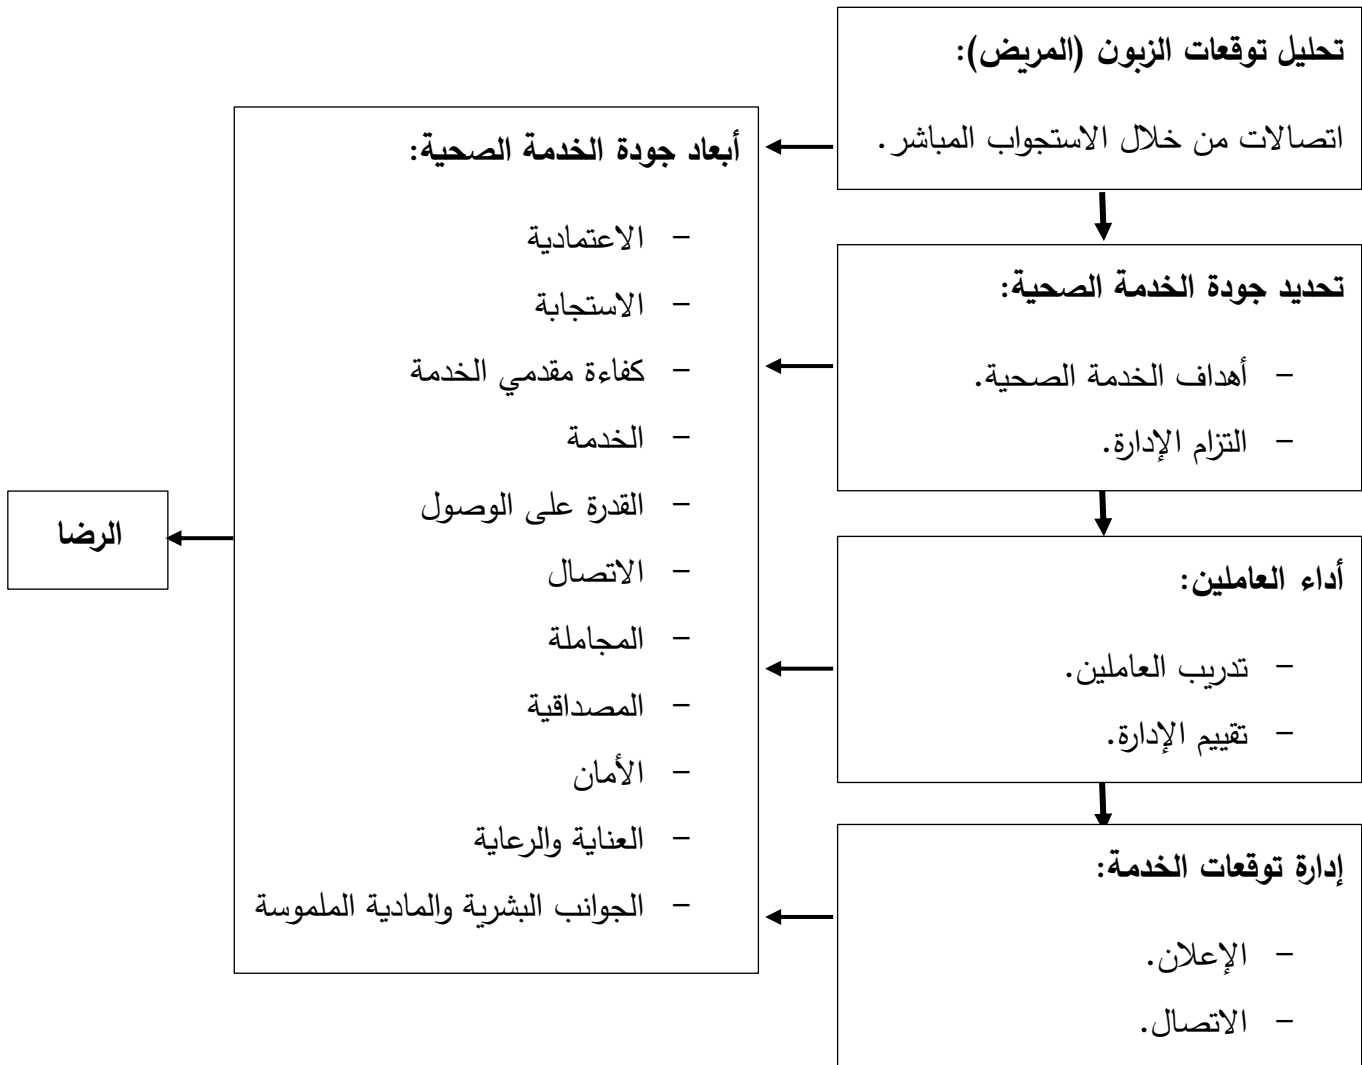 تحليل توقعات الزبون (المريض):
اتصالات من خلال الاستجواب المباشر.
تحديد جودة الخدمة الصحية:
– أهداف الخدمة الصحية.
– التزام الإدارة.
أداء العاملين:
– تدريب العاملين.
– تقييم الإدارة.
إدارة توقعات الخدمة:
– الإعلان.
– الاتصال.
أبعاد جودة الخدمة الصحية:
– الاعتمادية
– الاستجابة
– كفاءة مقدمي الخدمة
– الخدمة
– القدرة على الوصول
– الاتصال
– المجاملة
– المصداقية
– الأمان
– العناية والرعاية
– الجوانب البشرية والمادية الملموسة
الرضا